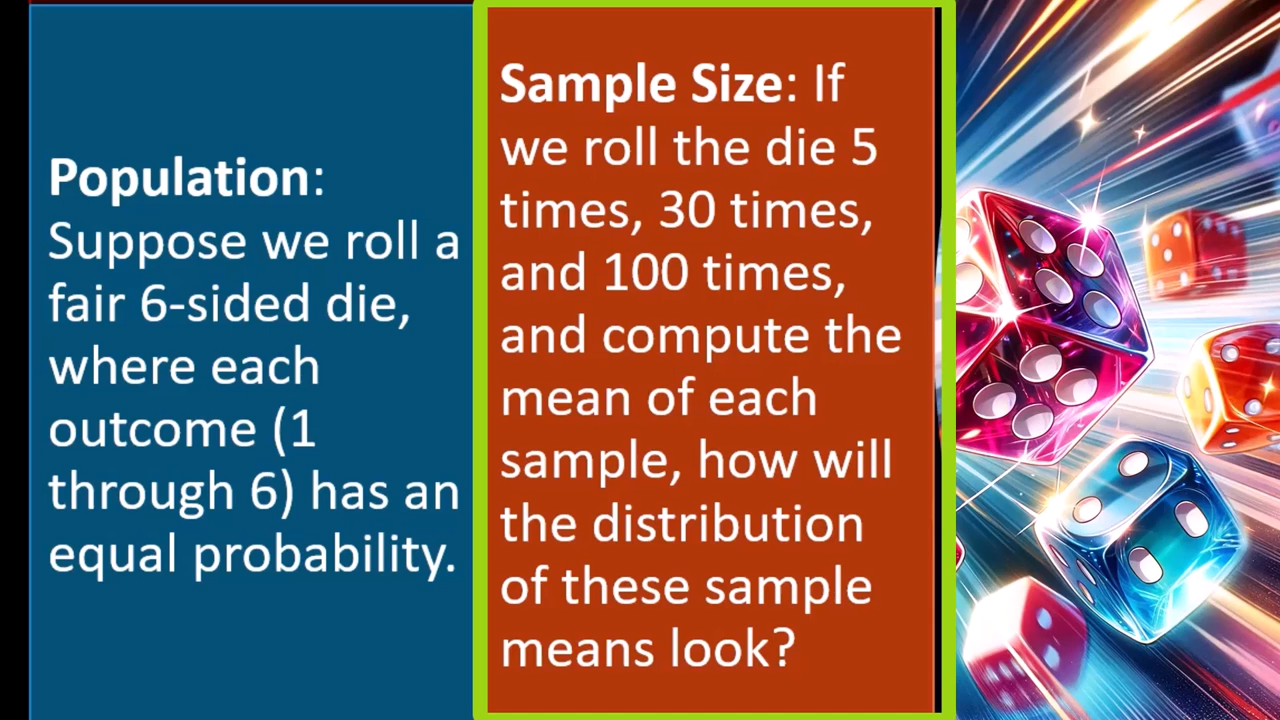 Population:
Suppose we roll a
fair 6-sided die,
where each
outcome (1
through 6) has an
equal probability.
Sample Size: If
we roll the die 5
times, 30 times,
and 100 times,
and compute the
mean of each
sample, how will
the distribution
of these sample
means look?